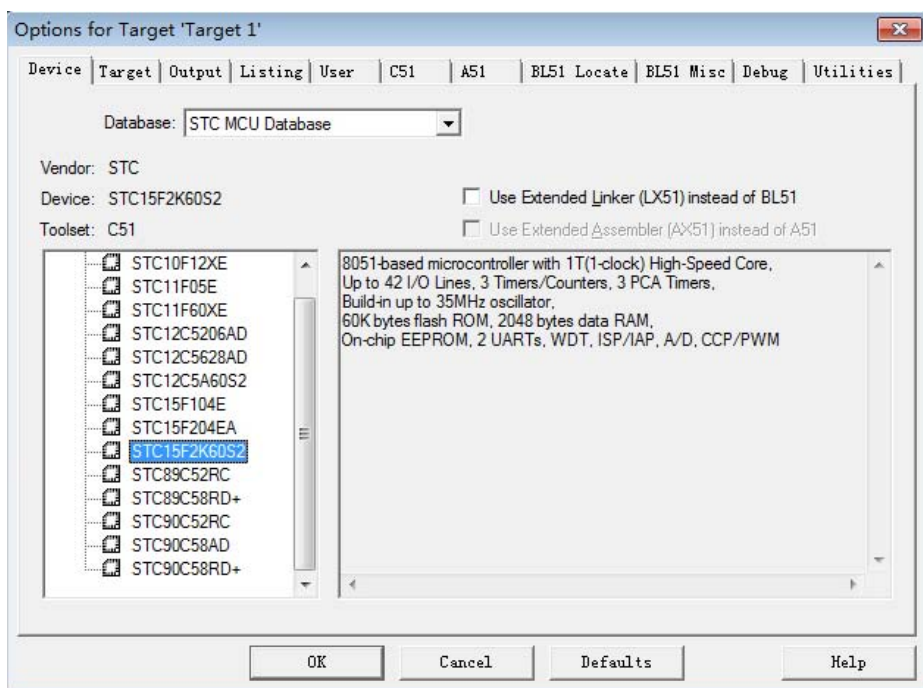 Options for Target 'Target 1'
Device Target Output Listing User C51 A51 BL51 Locate BL51 Misc Debug Utilities
Database: STC MCU Database
Vendor: STC
Device: STC15F2K60S2
Use Extended Linker (LX51) instead of BL51
Toolset: C51
Use Extended Assembler (AX51) instead of A51
STC10F12XE
STC11F05E
STC11F60XE
STC12C5206AD
STC12C5628AD
STC12C5A60S2
STC15F104E
STC15F204EA
STC15F2K60S2
STC89C52RC
STC89C58RD+
STC90C52RC
STC90C58AD
STC90C58RD+
8051-based microcontroller with 1T(1-clock) High-Speed Core,
Up to 42 I/O Lines, 3 Timers/Counters, 3 PCA Timers,
Build-in up to 35MHz oscillator,
60K bytes flash ROM, 2048 bytes data RAM,
On-chip EEPROM, 2 UARTs, WDT, ISP/IAP, A/D, CCP/PWM
OK Cancel Defaults Help